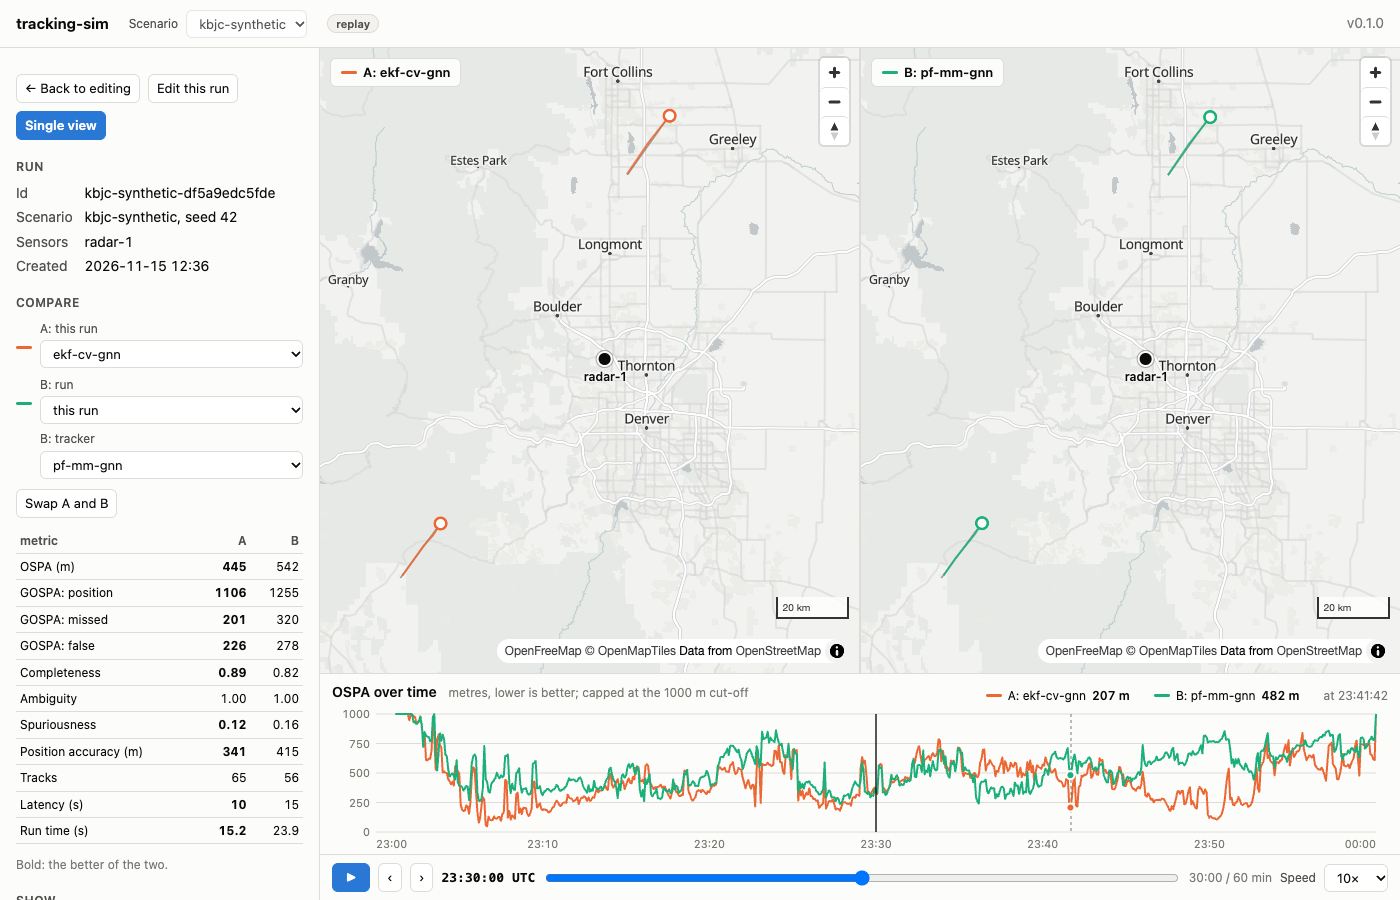 tracking-sim
Scenario
kbjc-synthetic
replay
v0.1.0
← Back to editing
Edit this run
Single view
RUN
Id kbjc-synthetic-df5a9edc5fde
Scenario kbjc-synthetic, seed 42
Sensors radar-1
Created 2026-11-15 12:36
COMPARE
A: this run
ekf-cv-gnn
B: run
this run
B: tracker
pf-mm-gnn
Swap A and B
metric A B
OSPA (m) 445 542
GOSPA: position 1106 1255
GOSPA: missed 201 320
GOSPA: false 226 278
Completeness 0.89 0.82
Ambiguity 1.00 1.00
Spuriousness 0.12 0.16
Position accuracy (m) 341 415
Tracks 65 56
Latency (s) 10 15
Run time (s) 15.2 23.9
Bold: the better of the two.
SHOW
A: ekf-cv-gnn
Fort Collins
Greeley
Estes Park
Longmont
Granby
Boulder
Thornton
radar-1
Denver
20 km
OpenFreeMap © OpenMapTiles Data from OpenStreetMap
B: pf-mm-gnn
Fort Collins
Greeley
Estes Park
Longmont
Granby
Boulder
Thornton
radar-1
Denver
20 km
OpenFreeMap © OpenMapTiles Data from OpenStreetMap
OSPA over time metres, lower is better; capped at the 1000 m cut-off
A: ekf-cv-gnn 207 m B: pf-mm-gnn 482 m at 23:41:42
1000
750
500
250
0
23:00 23:10 23:20 23:30 23:40 23:50 00:00
‹ › 23:30:00 UTC 30:00 / 60 min Speed 10×